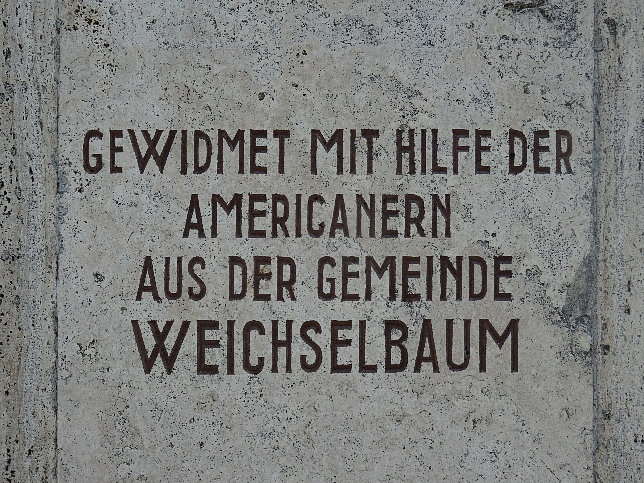 GEWIDMET MIT HILFE DER
AMERICANERN
AUS DER GEMEINDE
WEICHSELBAUM